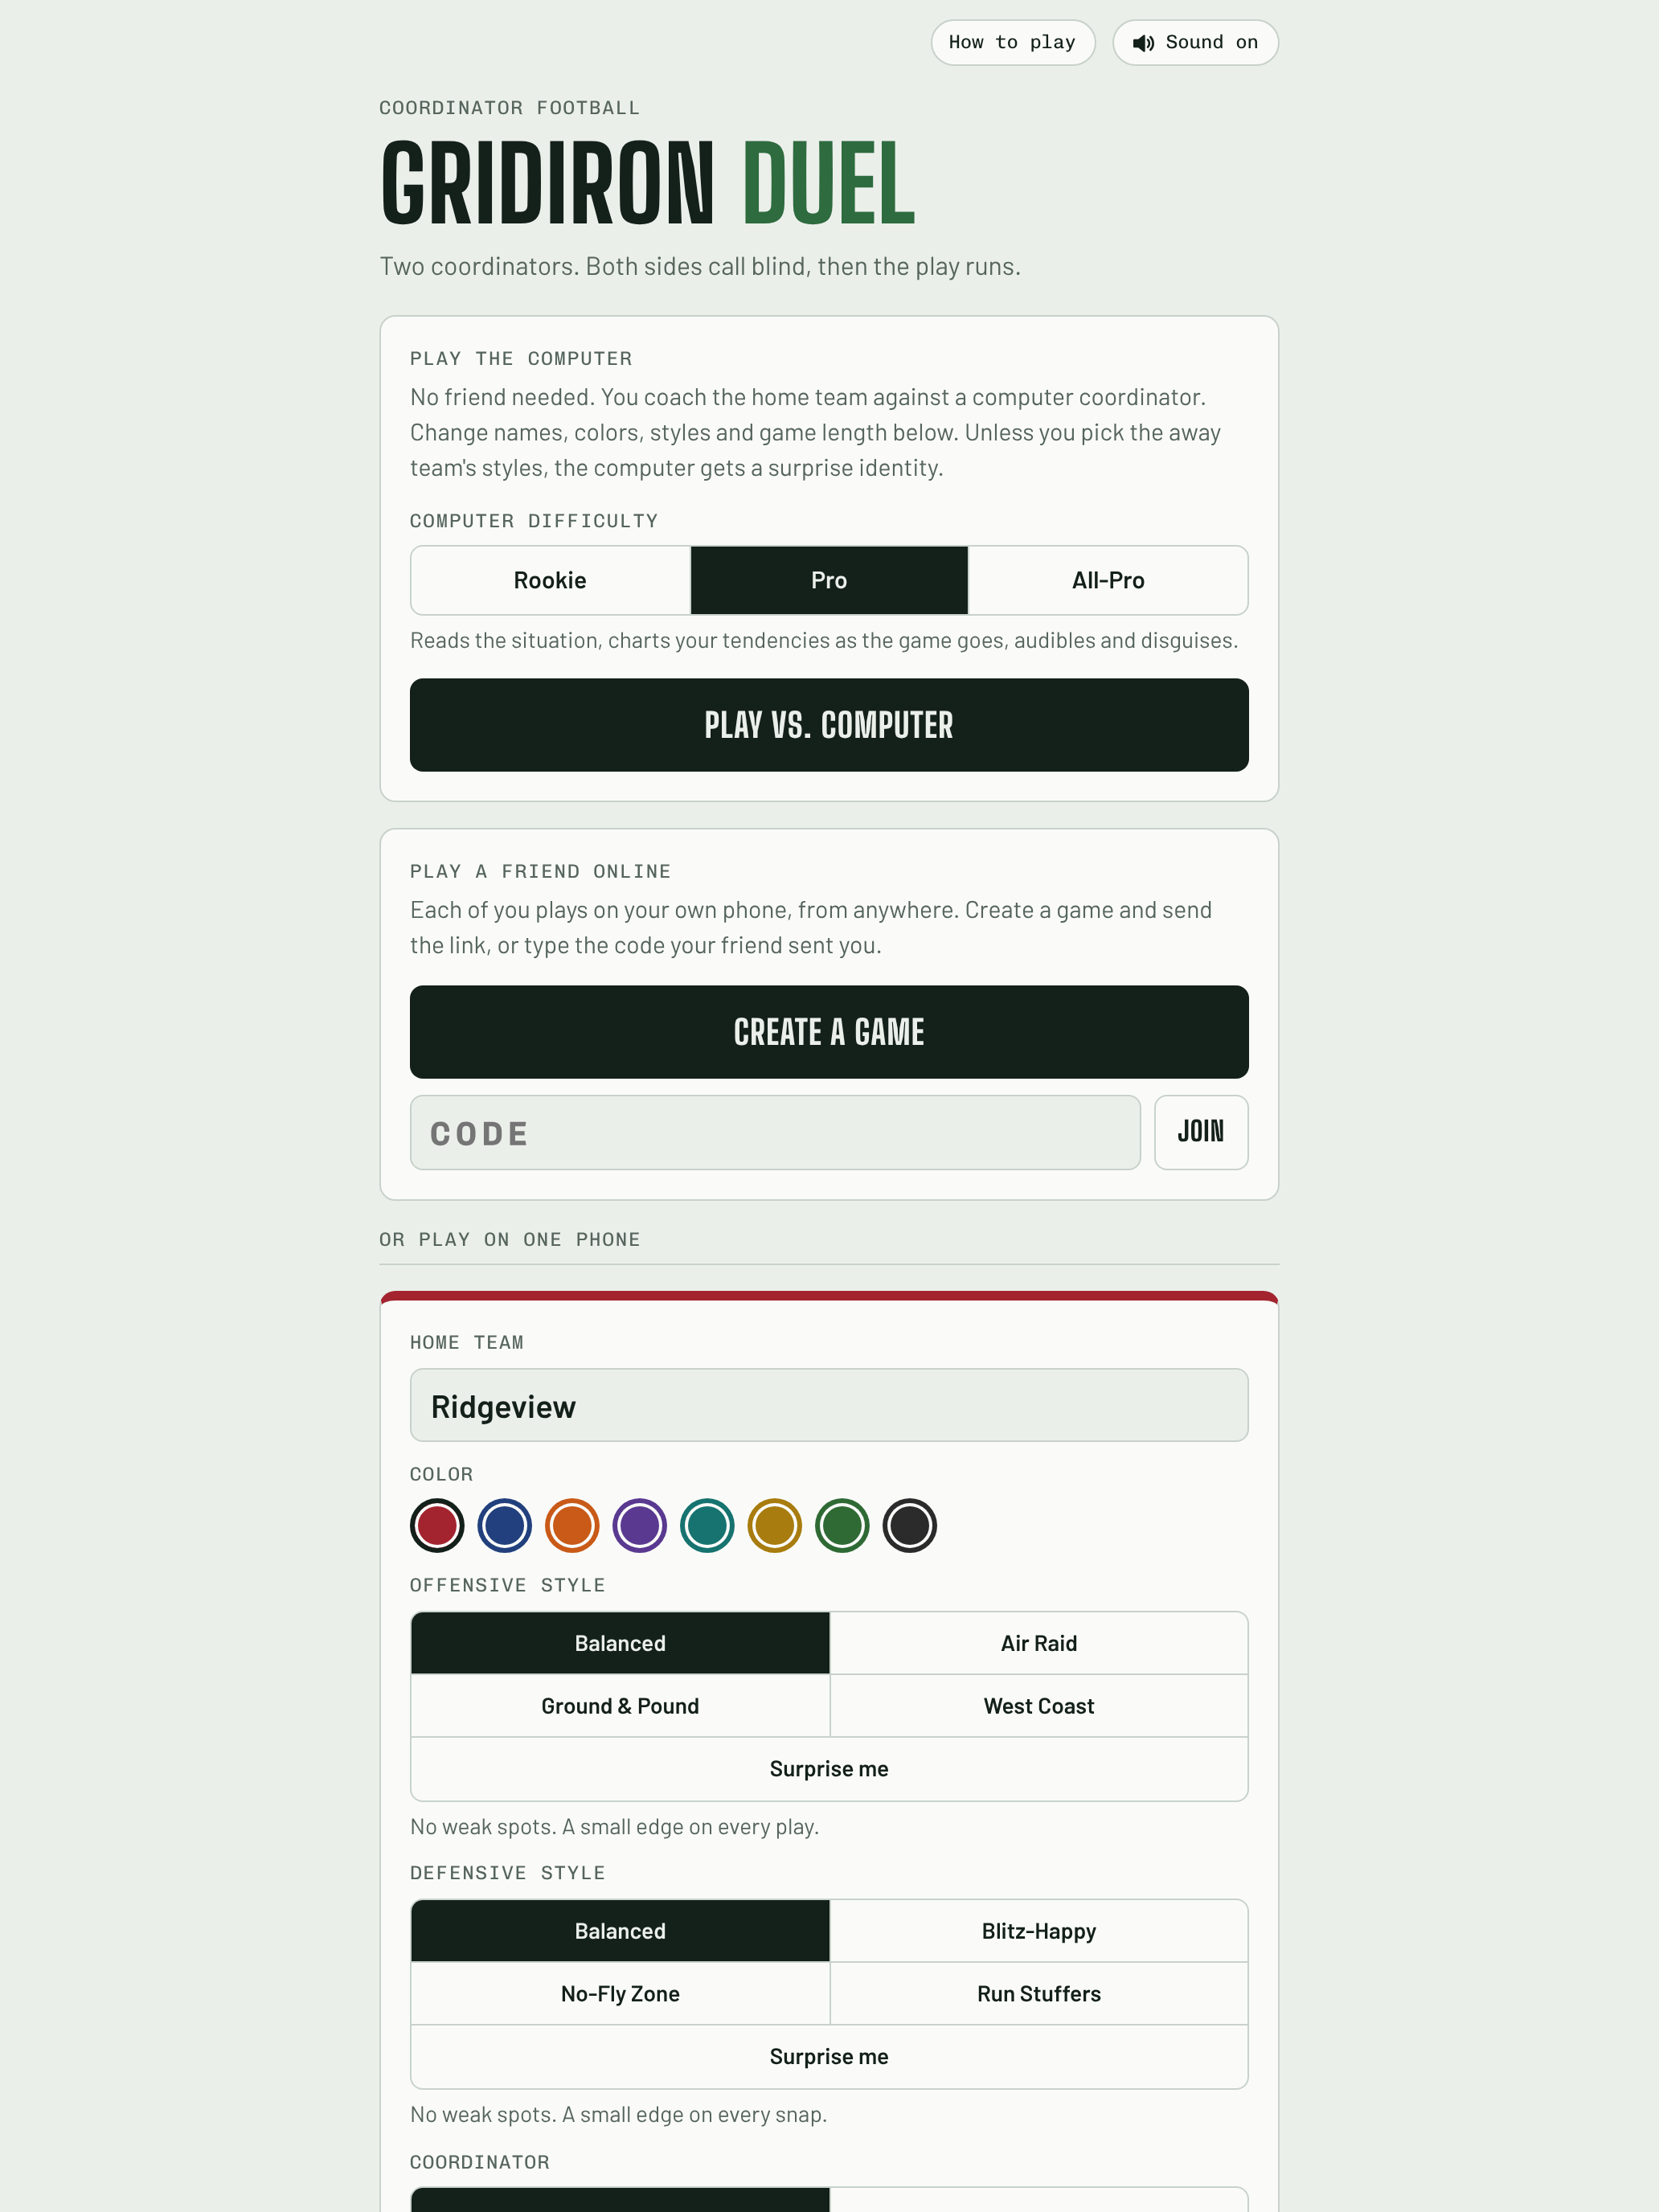 How to play
Sound on
COORDINATOR FOOTBALL
GRIDIRON DUEL
Two coordinators. Both sides call blind, then the play runs.
PLAY THE COMPUTER
No friend needed. You coach the home team against a computer coordinator.
Change names, colors, styles and game length below. Unless you pick the away
team's styles, the computer gets a surprise identity.
COMPUTER DIFFICULTY
Rookie
Pro
All-Pro
Reads the situation, charts your tendencies as the game goes, audibles and disguises.
PLAY VS. COMPUTER
PLAY A FRIEND ONLINE
Each of you plays on your own phone, from anywhere. Create a game and send
the link, or type the code your friend sent you.
CREATE A GAME
CODE
JOIN
OR PLAY ON ONE PHONE
HOME TEAM
Ridgeview
COLOR
OFFENSIVE STYLE
Balanced
Air Raid
Ground & Pound
West Coast
Surprise me
No weak spots. A small edge on every play.
DEFENSIVE STYLE
Balanced
Blitz-Happy
No-Fly Zone
Run Stuffers
Surprise me
No weak spots. A small edge on every snap.
COORDINATOR